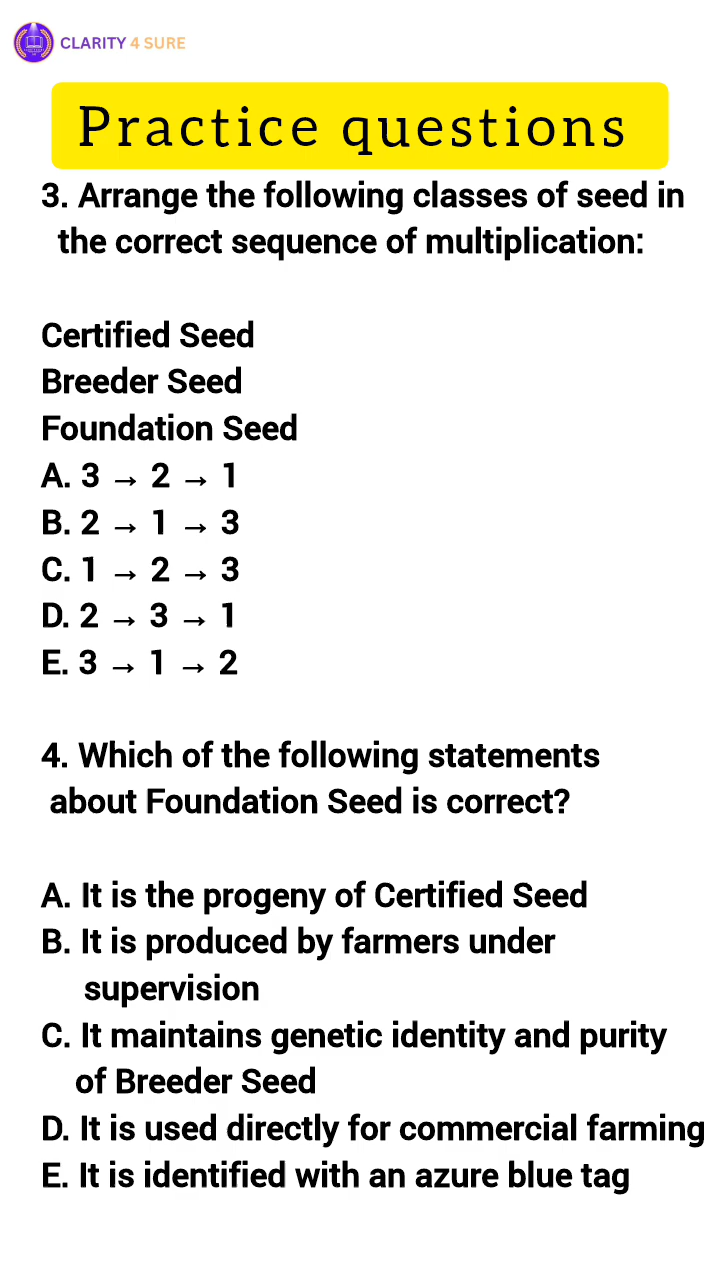 CLARITY 4 SURE
Practice questions
3. Arrange the following classes of seed in
the correct sequence of multiplication:
Certified Seed
Breeder Seed
Foundation Seed
A. 3 → 2 → 1
B. 2 → 1 → 3
C. 1 → 2 → 3
D. 2 → 3 → 1
E. 3 → 1 → 2
4. Which of the following statements
about Foundation Seed is correct?
A. It is the progeny of Certified Seed
B. It is produced by farmers under
supervision
C. It maintains genetic identity and purity
of Breeder Seed
D. It is used directly for commercial farming
E. It is identified with an azure blue tag